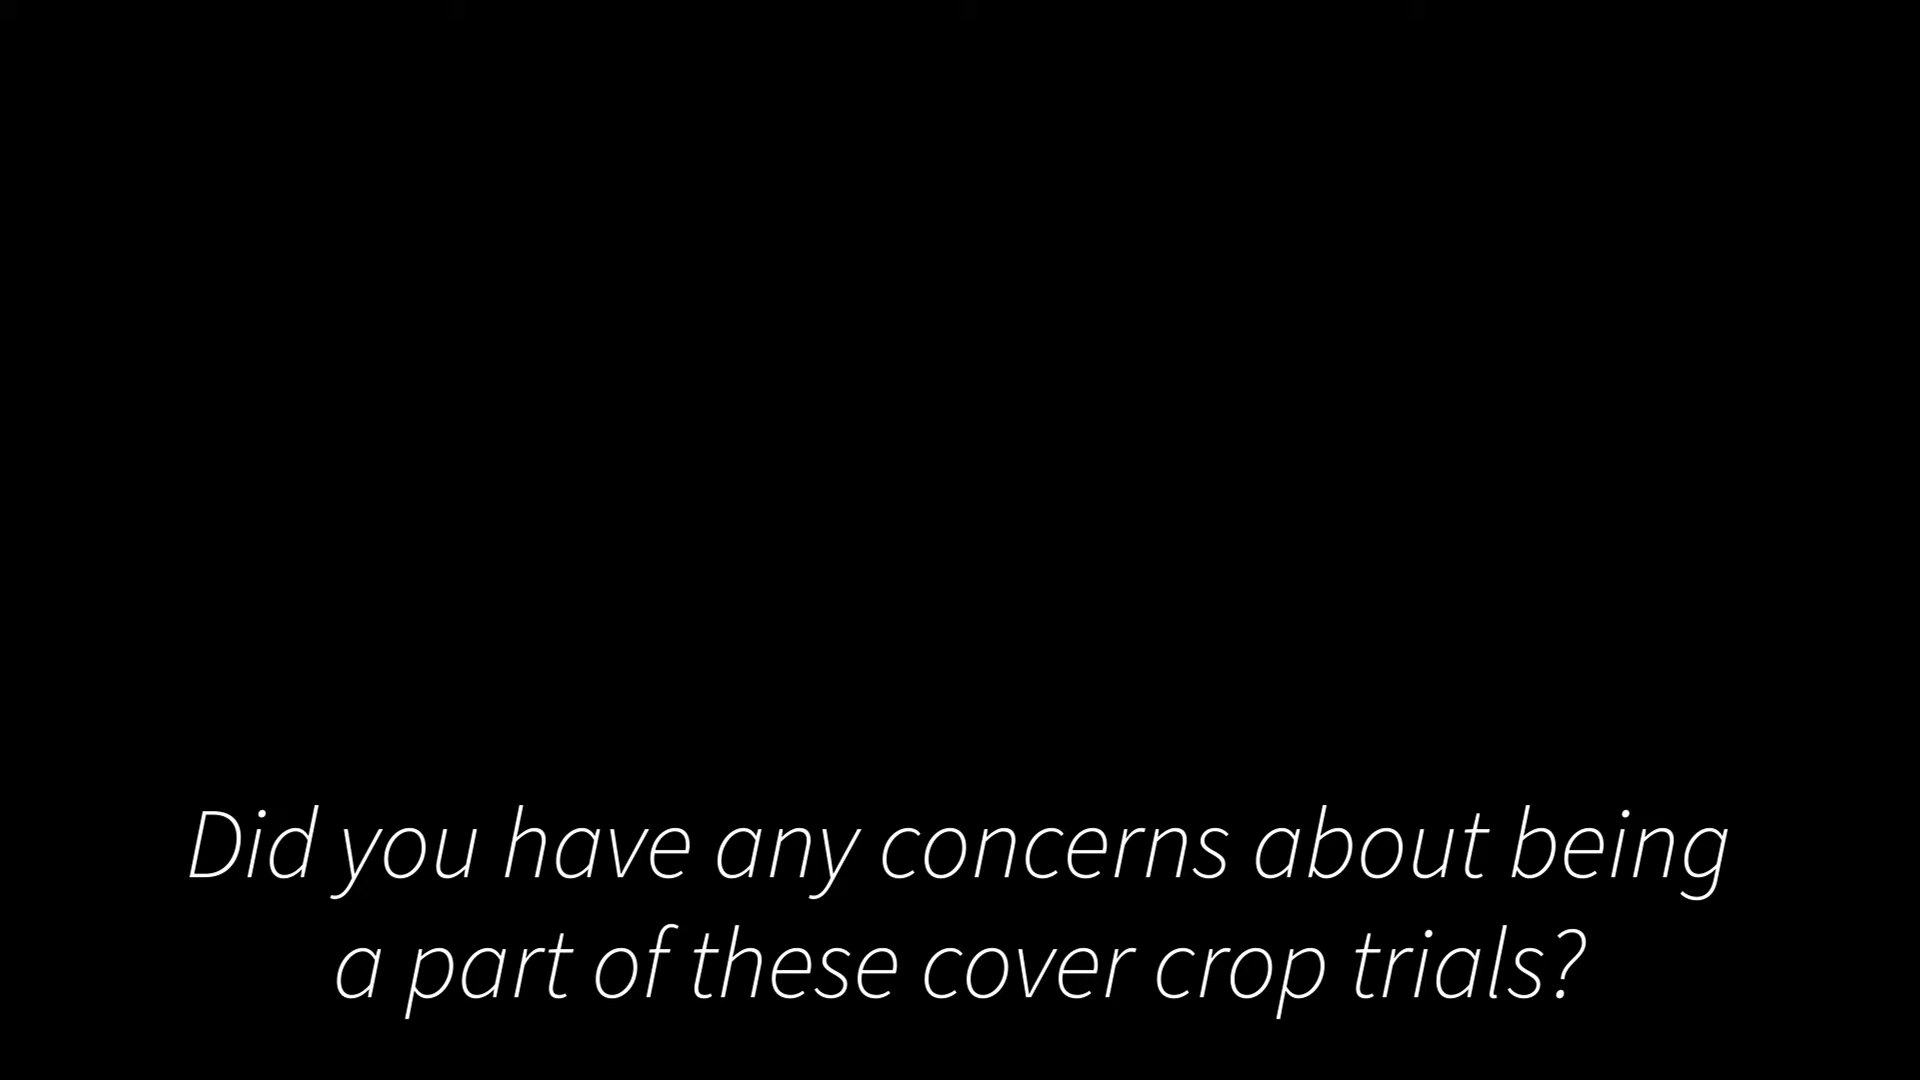 Did you have any concerns about being
a part of these cover crop trials?